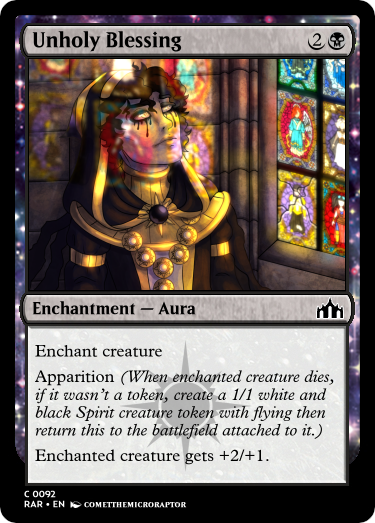 Unholy Blessing 2
Enchantment — Aura
Enchant creature
Apparition (When enchanted creature dies,
if it wasn't a token, create a 1/1 white and
black Spirit creature token with flying then
return this to the battlefield attached to it.)
Enchanted creature gets +2/+1.
C 0092
RAR • EN COMETTHEMICRORAPTOR